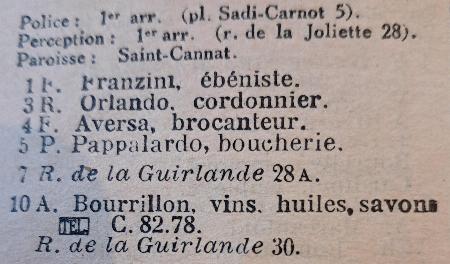 Police : 1er arr. (pl. Sadi-Carnot 5).
Perception : 1er arr. (r. de la Joliette 28).
Paroisse : Saint-Cannat.
1 F. Franzini, ébéniste.
3 R. Orlando, cordonnier.
4 F. Aversa, brocanteur.
5 P. Pappalardo, boucherie.
7 R. de la Guirlande 28 A.
10 A. Bourrillon, vins, huiles, savons
TEL. C. 82.78.
R. de la Guirlande 30.